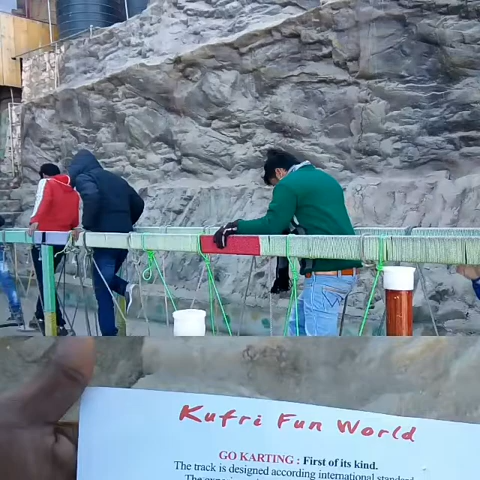 Kufri Fun World
GO KARTING : First of its kind.
The track is designed according international standard